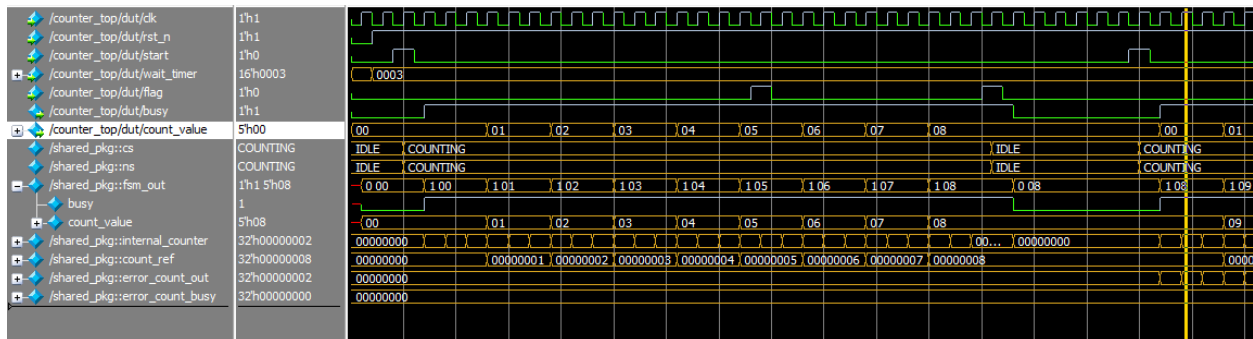 /counter_top/dut/clk 1'h1
/counter_top/dut/rst_n 1'h1
/counter_top/dut/start 1'h0
/counter_top/dut/wait_timer 16'h0003 0003
/counter_top/dut/flag 1'h0
/counter_top/dut/busy 1'h1
/counter_top/dut/count_value 5'h00 00 01 02 03 04 05 06 07 08 00 01
/shared_pkg::cs COUNTING IDLE COUNTING IDLE COUNTING
/shared_pkg::ns COUNTING IDLE COUNTING IDLE COUNTING
/shared_pkg::fsm_out 1'h1 5'h08 0 00 1 00 1 01 1 02 1 03 1 04 1 05 1 06 1 07 1 08 0 08 1 08 1 09
busy 1
count_value 5'h08 00 01 02 03 04 05 06 07 08 09
/shared_pkg::internal_counter 32'h00000002 00000000 00... 00000000
/shared_pkg::count_ref 32'h00000008 00000000 00000001 00000002 00000003 00000004 00000005 00000006 00000007 00000008 0000
/shared_pkg::error_count_out 32'h00000002 00000000
/shared_pkg::error_count_busy 32'h00000000 00000000